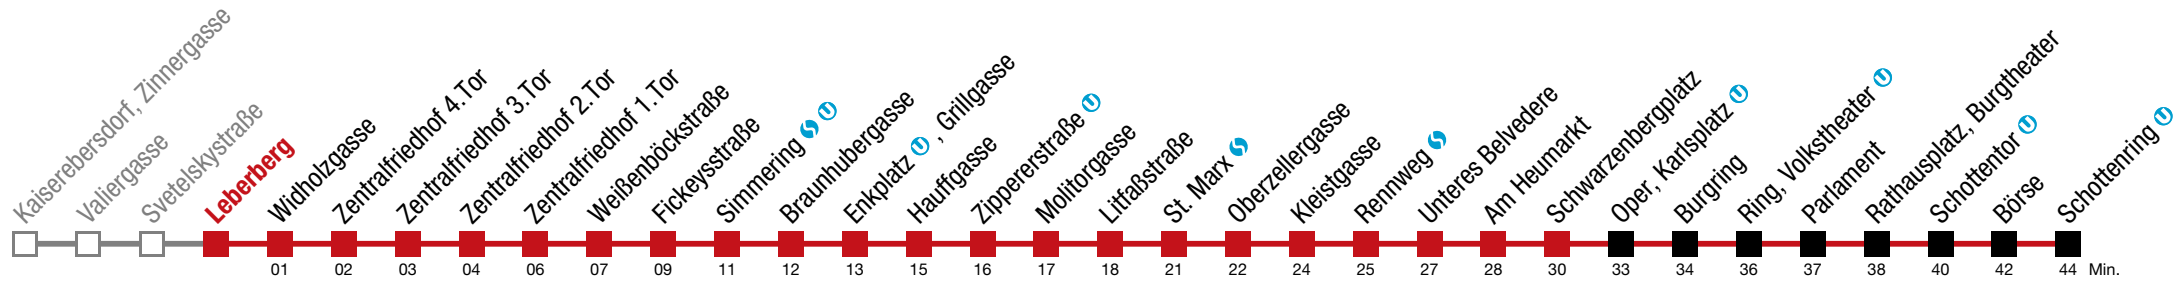 Kaiserebersdorf, Zinnergasse
Valiergasse
Svetelskystraße
Leberberg
Widholzgasse
Zentralfriedhof 4.Tor
Zentralfriedhof 3.Tor
Zentralfriedhof 2.Tor
Zentralfriedhof 1.Tor
Weißenböckstraße
Fickeysstraße
Simmering S U
Braunhubergasse
Enkplatz U , Grillgasse
Hauffgasse
Zippererstraße U
Molitorgasse
Litfaßstraße
St. Marx S
Oberzellergasse
Kleistgasse
Rennweg S
Unteres Belvedere
Am Heumarkt
Schwarzenbergplatz
Oper, Karlsplatz U
Burgring
Ring, Volkstheater U
Parlament
Rathausplatz, Burgtheater
Schottentor U
Börse
Schottenring U
01 02 03 04 06 07 09 11 12 13 15 16 17 18 21 22 24 25 27 28 30 33 34 36 37 38 40 42 44 Min.